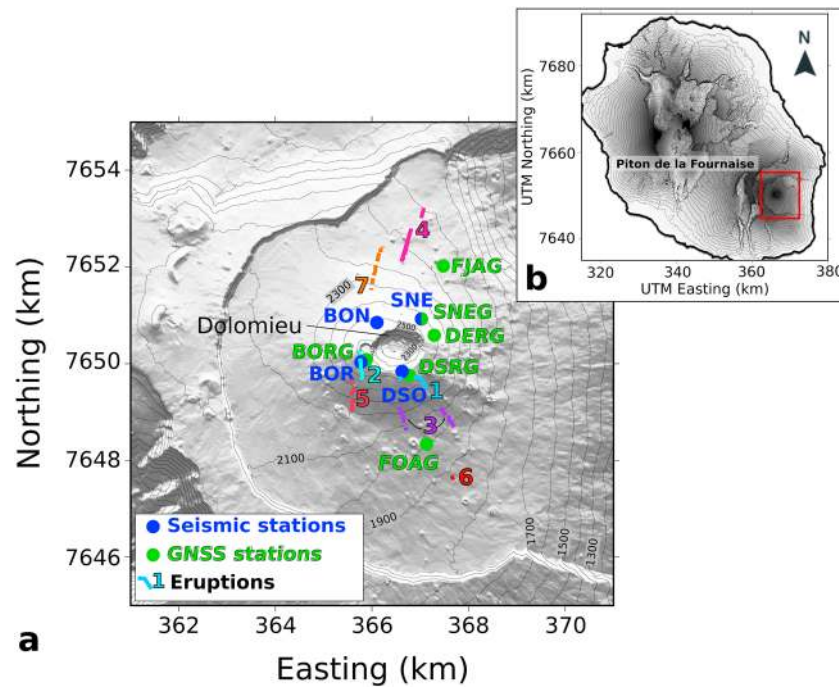 7680
7660
7640
UTM Northing (km)
N
Piton de la Fournaise
320
340
360
380
UTM Easting (km)
b
7654
7652
7650
7648
7646
Northing (km)
4
FJAG
7
2300
SNE
SNEG
BON
DERG
Dolomieu
2300
2300
BORG
BOR
2
DSRG
DSO
1
5
3
FOAG
2100
6
1900
1700
1500
1300
Seismic stations
GNSS stations
1 Eruptions
362
364
366
368
370
a
Easting (km)